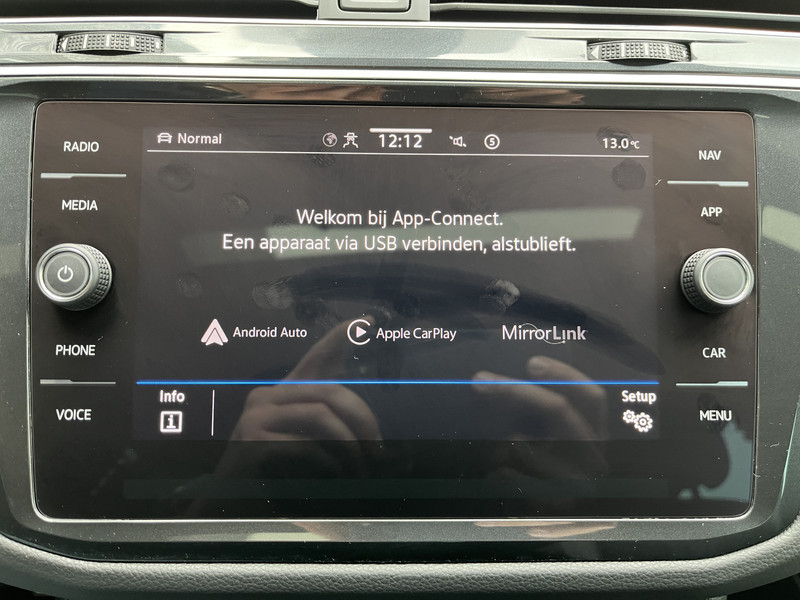 RADIO
MEDIA
PHONE
VOICE
Normal
12:12
5
13.0°C
Welkom bij App-Connect.
Een apparaat via USB verbinden, alstublieft.
Android Auto
Apple CarPlay
MirrorLink
Info
i
Setup
NAV
APP
CAR
MENU